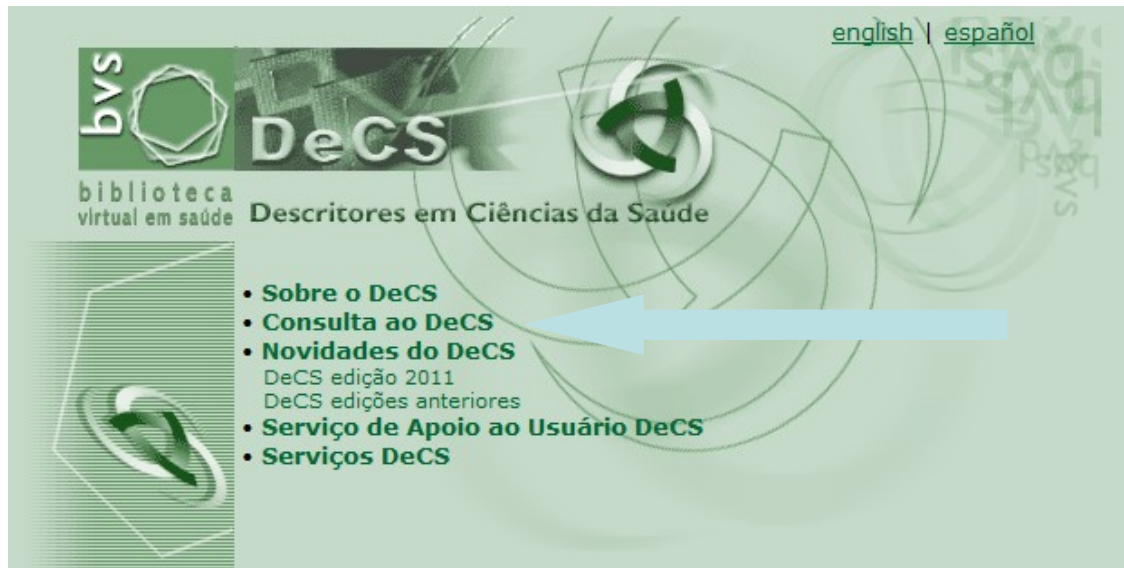 english | español
bvs
DeCS
biblioteca
virtual em saúde
Descritores em Ciências da Saúde
• Sobre o DeCS
• Consulta ao DeCS
• Novidades do DeCS
DeCS edição 2011
DeCS edições anteriores
• Serviço de Apoio ao Usuário DeCS
• Serviços DeCS
bvs